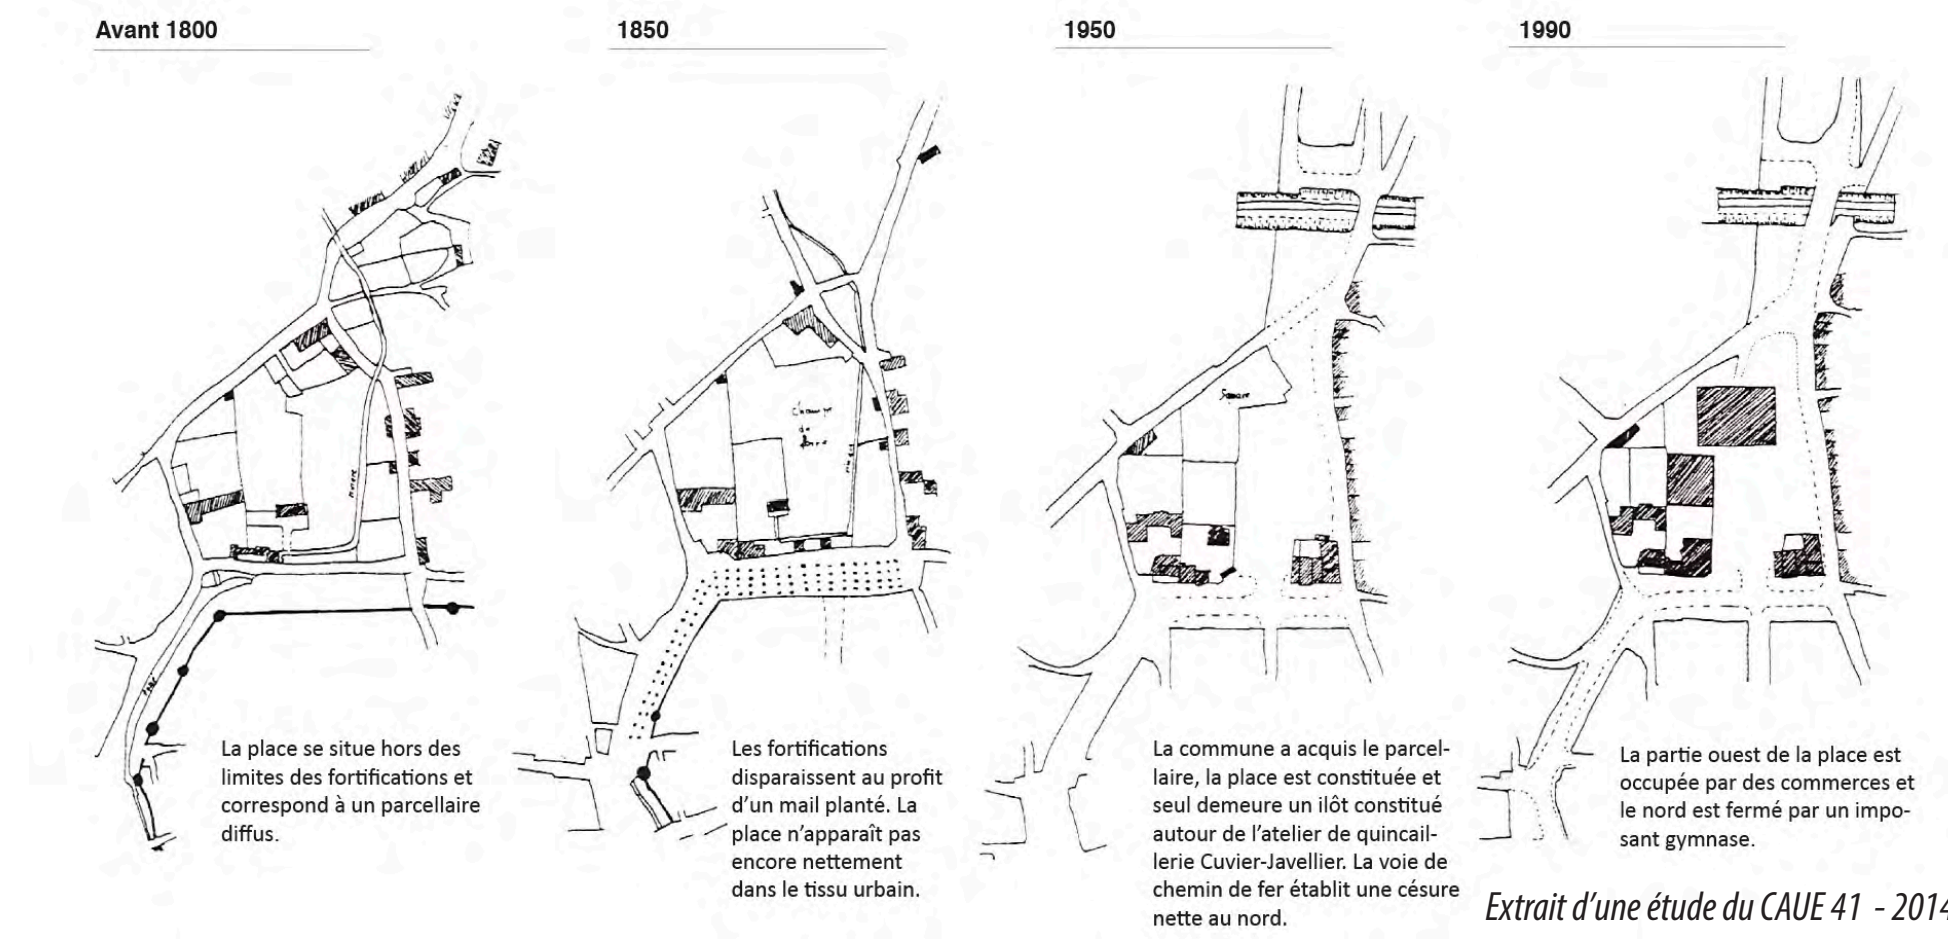 Avant 1800
La place se situe hors des
limites des fortifications et
correspond à un parcellaire
diffus.
1850
Les fortifications
disparaissent au profit
d'un mail planté. La
place n'apparaît pas
encore nettement
dans le tissu urbain.
1950
Square
La commune a acquis le parcel-
laire, la place est constituée et
seul demeure un ilôt constitué
autour de l'atelier de quincail-
lerie Cuvier-Javellier. La voie de
chemin de fer établit une césure
nette au nord.
1990
La partie ouest de la place est
occupée par des commerces et
le nord est fermé par un impo-
sant gymnase.
Extrait d'une étude du CAUE 41 - 2014